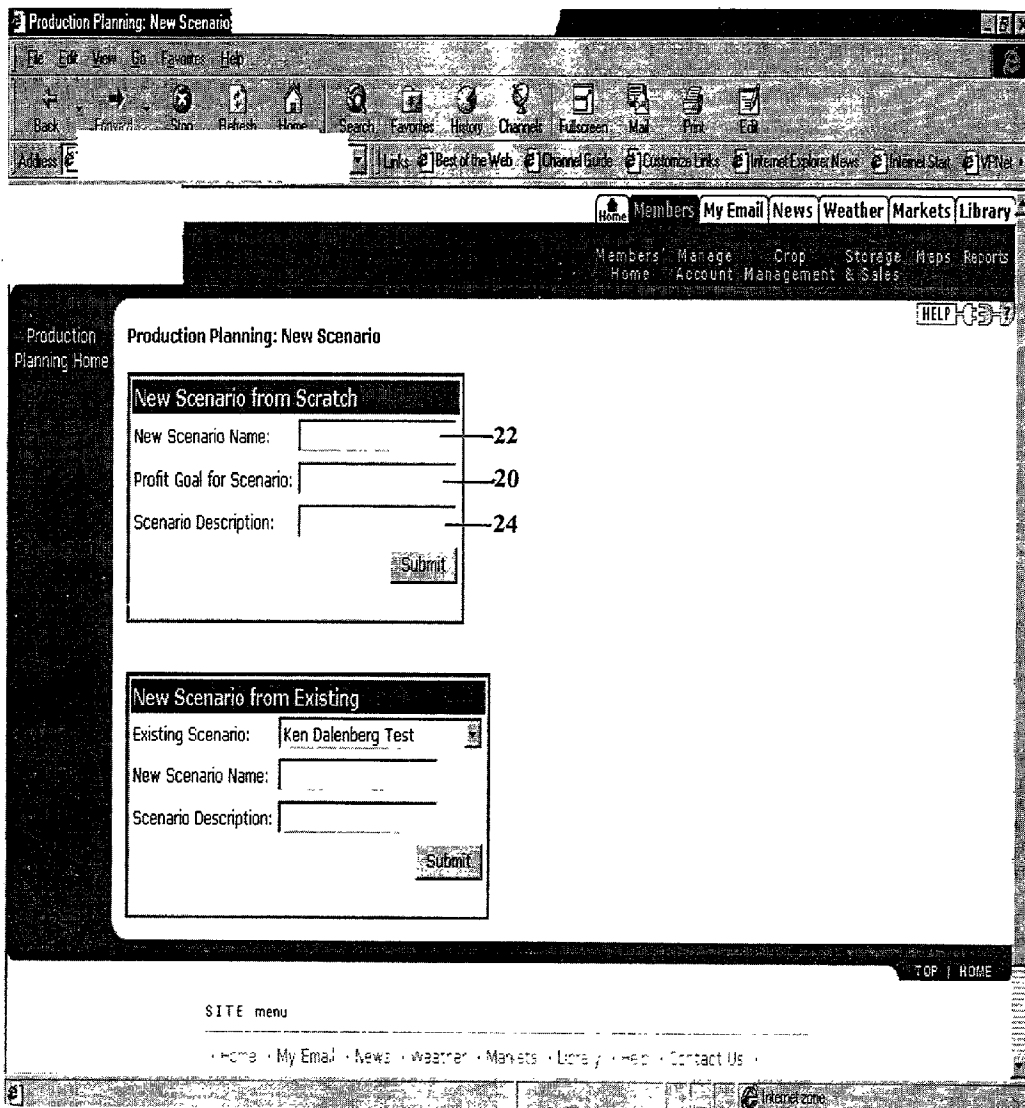 Production Planning: New Scenario
File Edit View Go Favorites Help
Back Forward Stop Refresh Home Search Favorites History Channels Fullscreen Mail Print Edit
Address Links Best of the Web Channel Guide Customize Links Internet Explorer News Internet Start VPNet
Home Members My Email News Weather Markets Library
Members Home Manage Account Crop Management Storage & Sales Maps Reports
HELP ?
Production Planning Home
Production Planning: New Scenario
New Scenario from Scratch
New Scenario Name: 22
Profit Goal for Scenario: 20
Scenario Description: 24
Submit
New Scenario from Existing
Existing Scenario: Ken Dalenberg Test
New Scenario Name:
Scenario Description:
Submit
TOP | HOME
SITE menu
· Home · My Email · News · Weather · Markets · Library · Help · Contact Us ·
Internet zone